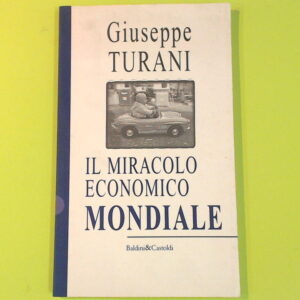 Giuseppe
TURANI
IL MIRACOLO
ECONOMICO
MONDIALE
Baldini&Castoldi